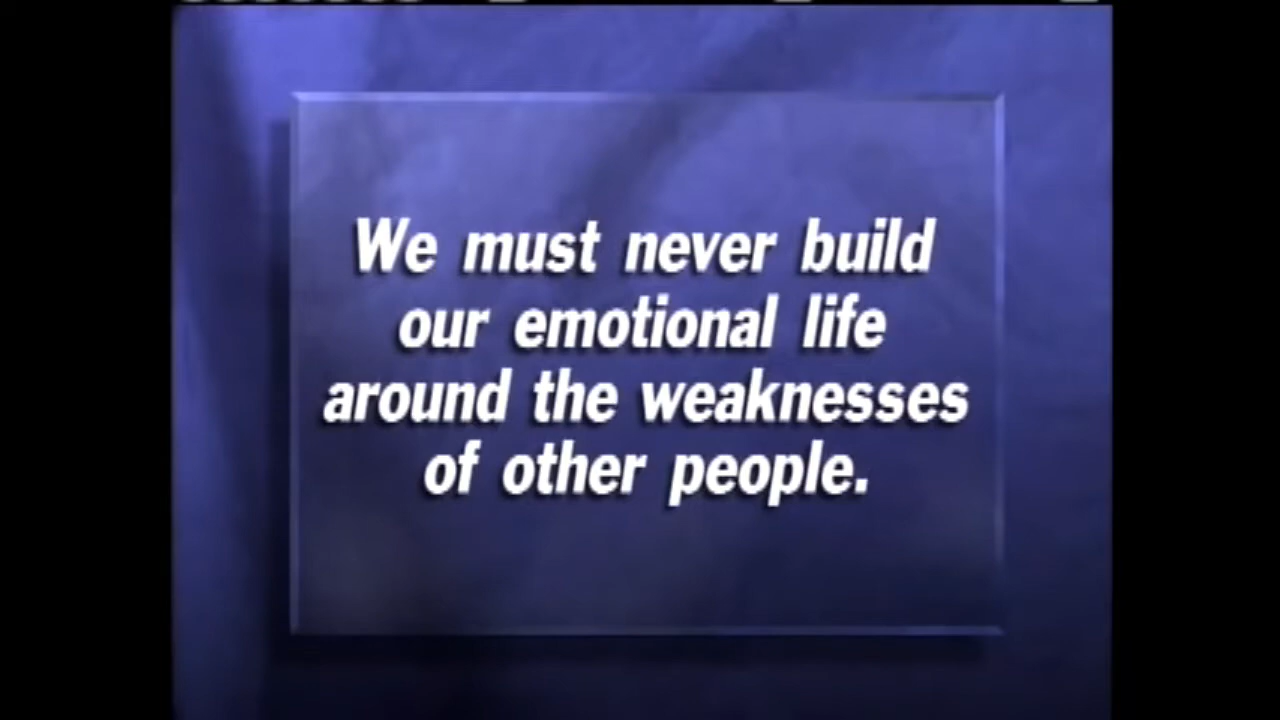 We must never build
our emotional life
around the weaknesses
of other people.